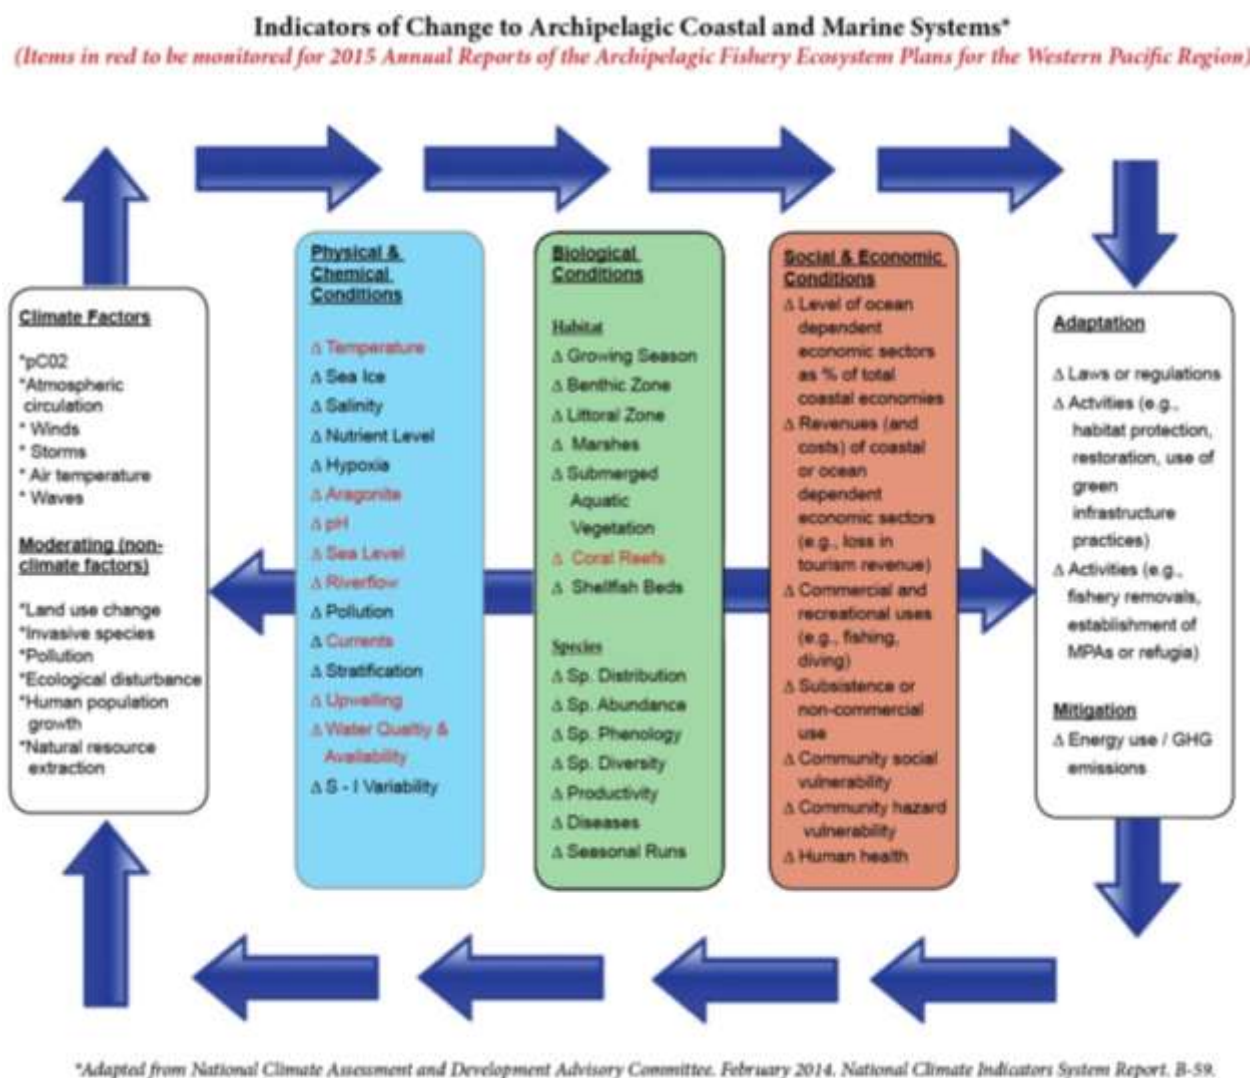 Indicators of Change to Archipelagic Coastal and Marine Systems*
(Items in red to be monitored for 2015 Annual Reports of the Archipelagic Fishery Ecosystem Plans for the Western Pacific Region)
Climate Factors
*pC02
*Atmospheric
circulation
* Winds
* Storms
* Air temperature
* Waves
Moderating (non-
climate factors)
*Land use change
*Invasive species
*Pollution
*Ecological disturbance
*Human population
growth
*Natural resource
extraction
Physical &
Chemical
Conditions
Δ Temperature
Δ Sea Ice
Δ Salinity
Δ Nutrient Level
Δ Hypoxia
Δ Aragonite
Δ pH
Δ Sea Level
Δ Riverflow
Δ Pollution
Δ Currents
Δ Stratification
Δ Upwelling
Δ Water Qualtiy &
Availability
Δ S - I Variability
Biological
Conditions
Habitat
Δ Growing Season
Δ Benthic Zone
Δ Littoral Zone
Δ Marshes
Δ Submerged
Aquatic
Vegetation
Δ Coral Reefs
Δ Shellfish Beds
Species
Δ Sp. Distribution
Δ Sp. Abundance
Δ Sp. Phenology
Δ Sp. Diversity
Δ Productivity
Δ Diseases
Δ Seasonal Runs
Social & Economic
Conditions
Δ Level of ocean
dependent
economic sectors
as % of total
coastal economies
Δ Revenues (and
costs) of coastal
or ocean
dependent
economic sectors
(e.g., loss in
tourism revenue)
Δ Commercial and
recreational uses
(e.g., fishing,
diving)
Δ Subsistence or
non-commercial
use
Δ Community social
vulnerability
Δ Community hazard
vulnerability
Δ Human health
Adaptation
Δ Laws or regulations
Δ Actvities (e.g.,
habitat protection,
restoration, use of
green
infrastructure
practices)
Δ Activities (e.g.,
fishery removals,
establishment of
MPAs or refugia)
Mitigation
Δ Energy use / GHG
emissions
*Adapted from National Climate Assessment and Development Advisory Committee. February 2014. National Climate Indicators System Report. B-59.